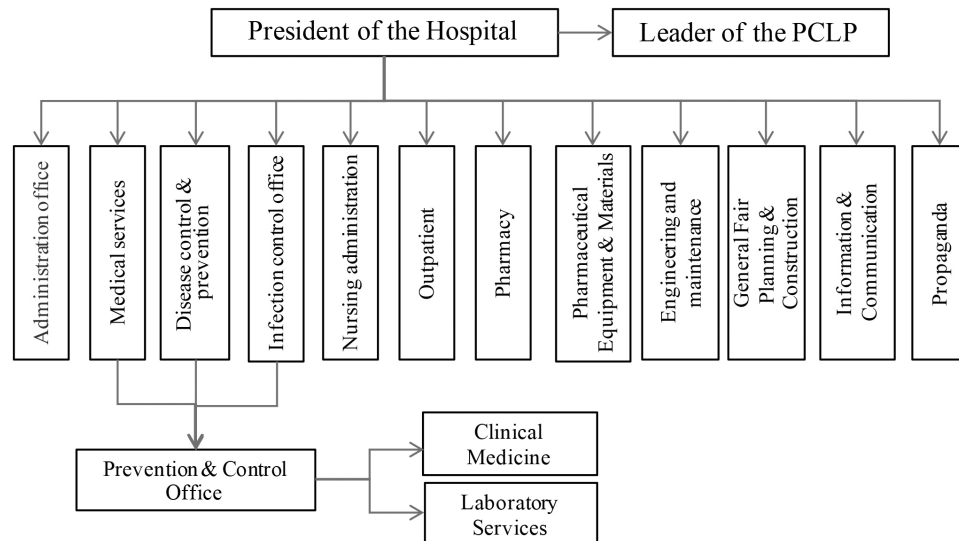 President of the Hospital
Leader of the PCLP
Administration office
Medical services
Disease control &
prevention
Infection control office
Nursing administration
Outpatient
Pharmacy
Pharmaceutical
Equipment & Materials
Engineering and
maintenance
General Fair
Planning &
Construction
Information &
Communication
Propaganda
Prevention & Control
Office
Clinical
Medicine
Laboratory
Services